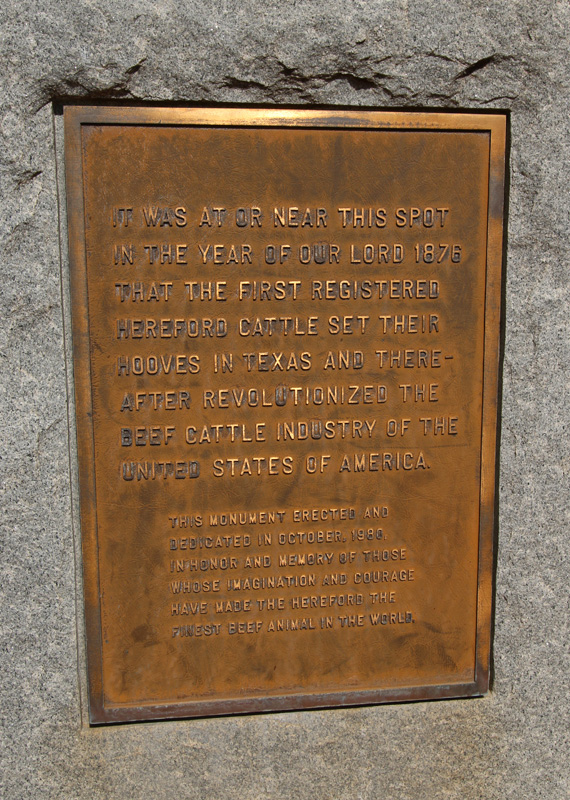 IT WAS AT OR NEAR THIS SPOT
IN THE YEAR OF OUR LORD 1876
THAT THE FIRST REGISTERED
HEREFORD CATTLE SET THEIR
HOOVES IN TEXAS AND THERE-
AFTER REVOLUTIONIZED THE
BEEF CATTLE INDUSTRY OF THE
UNITED STATES OF AMERICA.
THIS MONUMENT ERECTED AND
DEDICATED IN OCTOBER, 1980,
IN HONOR AND MEMORY OF THOSE
WHOSE IMAGINATION AND COURAGE
HAVE MADE THE HEREFORD THE
FINEST BEEF ANIMAL IN THE WORLD.